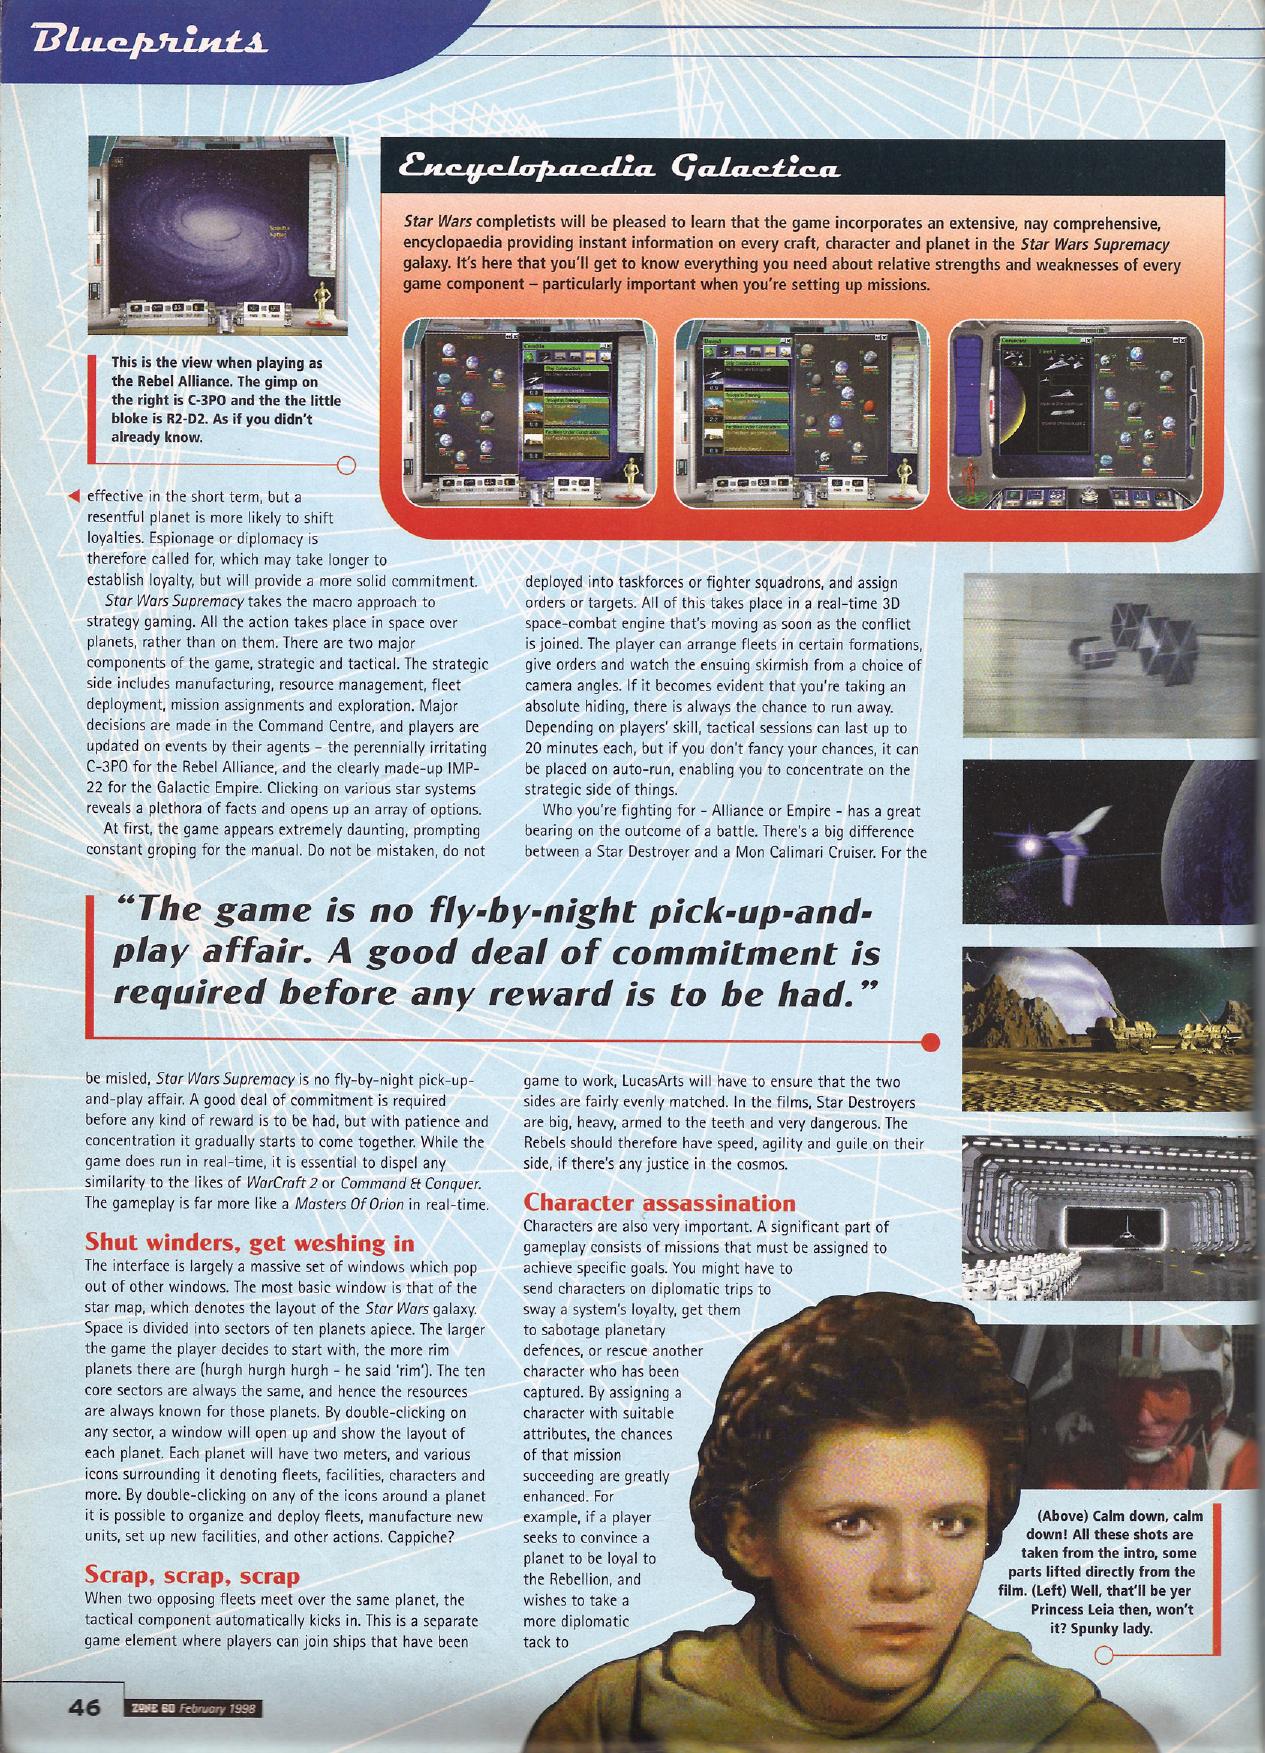 Blueprints
This is the view when playing as
the Rebel Alliance. The gimp on
the right is C-3PO and the the little
bloke is R2-D2. As if you didn't
already know.
Encyclopaedia Galactica
Star Wars completists will be pleased to learn that the game incorporates an extensive, nay comprehensive,
encyclopaedia providing instant information on every craft, character and planet in the Star Wars Supremacy
galaxy. It's here that you'll get to know everything you need about relative strengths and weaknesses of every
game component – particularly important when you're setting up missions.
effective in the short term, but a
resentful planet is more likely to shift
loyalties. Espionage or diplomacy is
therefore called for, which may take longer to
establish loyalty, but will provide a more solid commitment.
Star Wars Supremacy takes the macro approach to
strategy gaming. All the action takes place in space over
planets, rather than on them. There are two major
components of the game, strategic and tactical. The strategic
side includes manufacturing, resource management, fleet
deployment, mission assignments and exploration. Major
decisions are made in the Command Centre, and players are
updated on events by their agents – the perennially irritating
C-3PO for the Rebel Alliance, and the clearly made-up IMP-
22 for the Galactic Empire. Clicking on various star systems
reveals a plethora of facts and opens up an array of options.
At first, the game appears extremely daunting, prompting
constant groping for the manual. Do not be mistaken, do not
"The game is no fly-by-night pick-up-and-
play affair. A good deal of commitment is
required before any reward is to be had."
be misled, Star Wars Supremacy is no fly-by-night pick-up-
and-play affair. A good deal of commitment is required
before any kind of reward is to be had, but with patience and
concentration it gradually starts to come together. While the
game does run in real-time, it is essential to dispel any
similarity to the likes of WarCraft 2 or Command & Conquer.
The gameplay is far more like a Masters Of Orion in real-time.
Shut winders, get weshing in
The interface is largely a massive set of windows which pop
out of other windows. The most basic window is that of the
star map, which denotes the layout of the Star Wars galaxy.
Space is divided into sectors of ten planets apiece. The larger
the game the player decides to start with, the more rim
planets there are (hurgh hurgh hurgh – he said 'rim'). The ten
core sectors are always the same, and hence the resources
are always known for those planets. By double-clicking on
any sector, a window will open up and show the layout of
each planet. Each planet will have two meters, and various
icons surrounding it denoting fleets, facilities, characters and
more. By double-clicking on any of the icons around a planet
it is possible to organize and deploy fleets, manufacture new
units, set up new facilities, and other actions. Cappiche?
Scrap, scrap, scrap
When two opposing fleets meet over the same planet, the
tactical component automatically kicks in. This is a separate
game element where players can join ships that have been
deployed into taskforces or fighter squadrons, and assign
orders or targets. All of this takes place in a real-time 3D
space-combat engine that's moving as soon as the conflict
is joined. The player can arrange fleets in certain formations,
give orders and watch the ensuing skirmish from a choice of
camera angles. If it becomes evident that you're taking an
absolute hiding, there is always the chance to run away.
Depending on players' skill, tactical sessions can last up to
20 minutes each, but if you don't fancy your chances, it can
be placed on auto-run, enabling you to concentrate on the
strategic side of things.
Who you're fighting for – Alliance or Empire – has a great
bearing on the outcome of a battle. There's a big difference
between a Star Destroyer and a Mon Calimari Cruiser. For the
game to work, LucasArts will have to ensure that the two
sides are fairly evenly matched. In the films, Star Destroyers
are big, heavy, armed to the teeth and very dangerous. The
Rebels should therefore have speed, agility and guile on their
side, if there's any justice in the cosmos.
Character assassination
Characters are also very important. A significant part of
gameplay consists of missions that must be assigned to
achieve specific goals. You might have to
send characters on diplomatic trips to
sway a system's loyalty, get them
to sabotage planetary
defences, or rescue another
character who has been
captured. By assigning a
character with suitable
attributes, the chances
of that mission
succeeding are greatly
enhanced. For
example, if a player
seeks to convince a
planet to be loyal to
the Rebellion, and
wishes to take a
more diplomatic
tack to
(Above) Calm down, calm
down! All these shots are
taken from the intro, some
parts lifted directly from the
film. (Left) Well, that'll be yer
Princess Leia then, won't
it? Spunky lady.
46
ZONE 60 February 1998